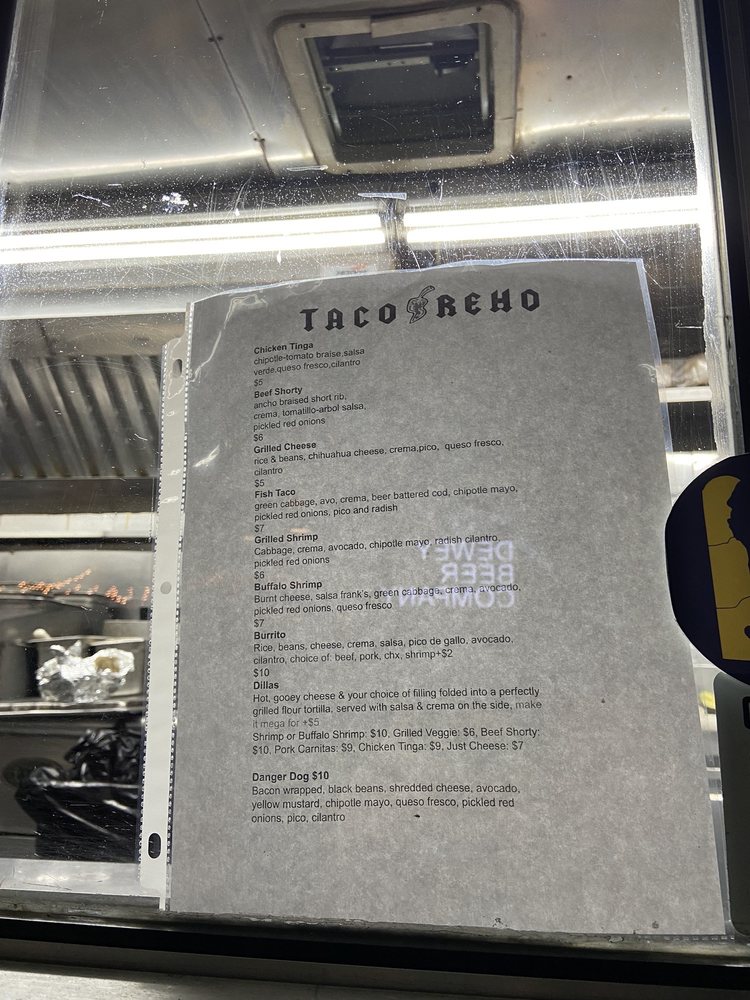 TACO REHO
Chicken Tinga
chipotle-tomato braise,salsa
verde,queso fresco,cilantro
$5
Beef Shorty
ancho braised short rib,
crema, tomatillo-arbol salsa,
pickled red onions
$6
Grilled Cheese
rice & beans, chihuahua cheese, crema,pico, queso fresco,
cilantro
$5
Fish Taco
green cabbage, avo, crema, beer battered cod, chipotle mayo,
pickled red onions, pico and radish
$7
Grilled Shrimp
Cabbage, crema, avocado, chipotle mayo, radish cilantro,
pickled red onions
$6
Buffalo Shrimp
Burnt cheese, salsa frank's, green cabbage, crema, avocado,
pickled red onions, queso fresco
$7
Burrito
Rice, beans, cheese, crema, salsa, pico de gallo, avocado,
cilantro, choice of: beef, pork, chx, shrimp+$2
$10
Dillas
Hot, gooey cheese & your choice of filling folded into a perfectly
grilled flour tortilla, served with salsa & crema on the side, make
it mega for +$5
Shrimp or Buffalo Shrimp: $10, Grilled Veggie: $6, Beef Shorty:
$10, Pork Carnitas: $9, Chicken Tinga: $9, Just Cheese: $7
Danger Dog $10
Bacon wrapped, black beans, shredded cheese, avocado,
yellow mustard, chipotle mayo, queso fresco, pickled red
onions, pico, cilantro
DEWEY
BEER
COMPANY